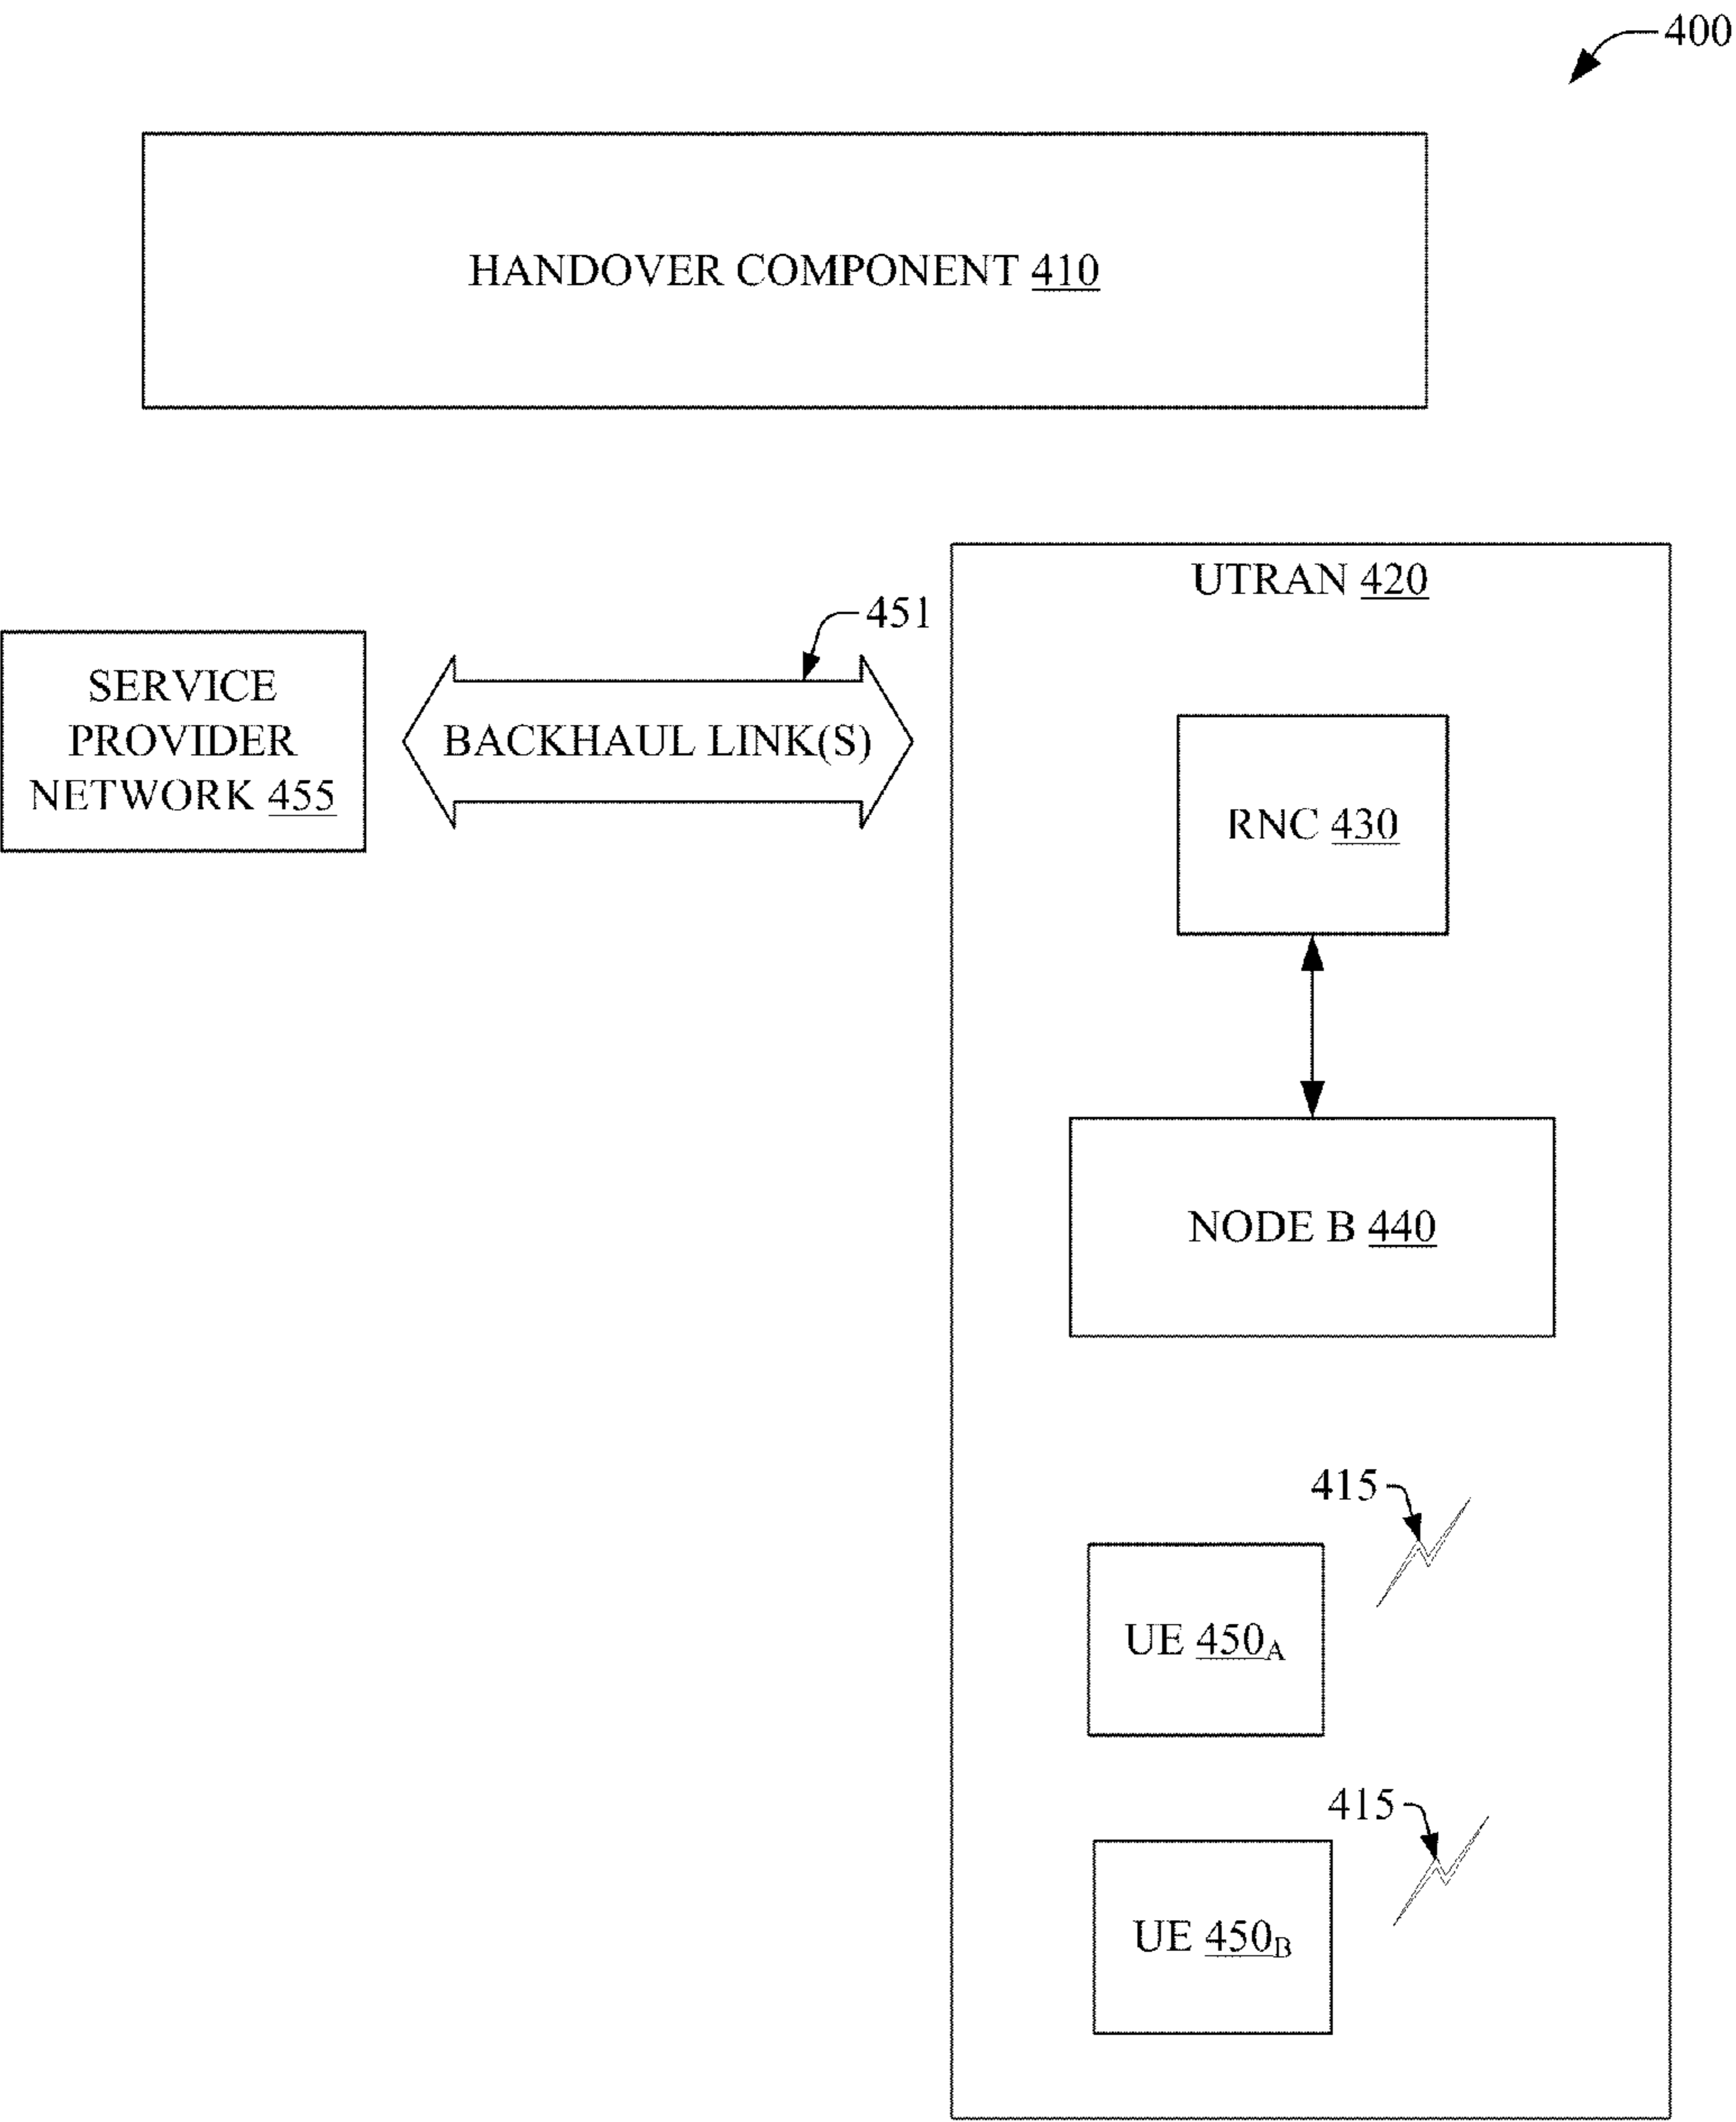 400
HANDOVER COMPONENT 410
UTRAN 420
451
SERVICE
PROVIDER
NETWORK 455
BACKHAUL LINK(S)
RNC 430
NODE B 440
415
UE 450A
415
UE 450B